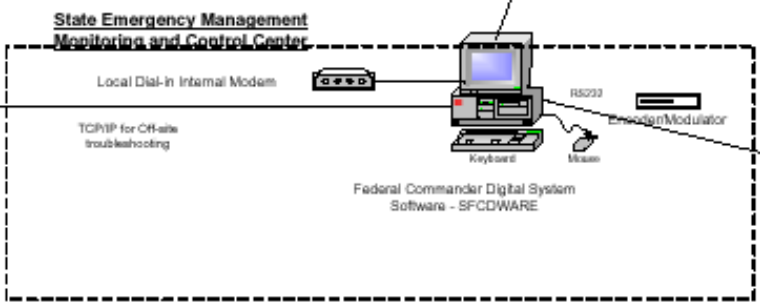 State Emergency Management
Monitoring and Control Center
Local Dial-in Internal Modem
RS232
Encoder/Modulator
TCP/IP for Off-site
troubleshooting
Keyboard
Mouse
Federal Commander Digital System
Software - SFCDWARE